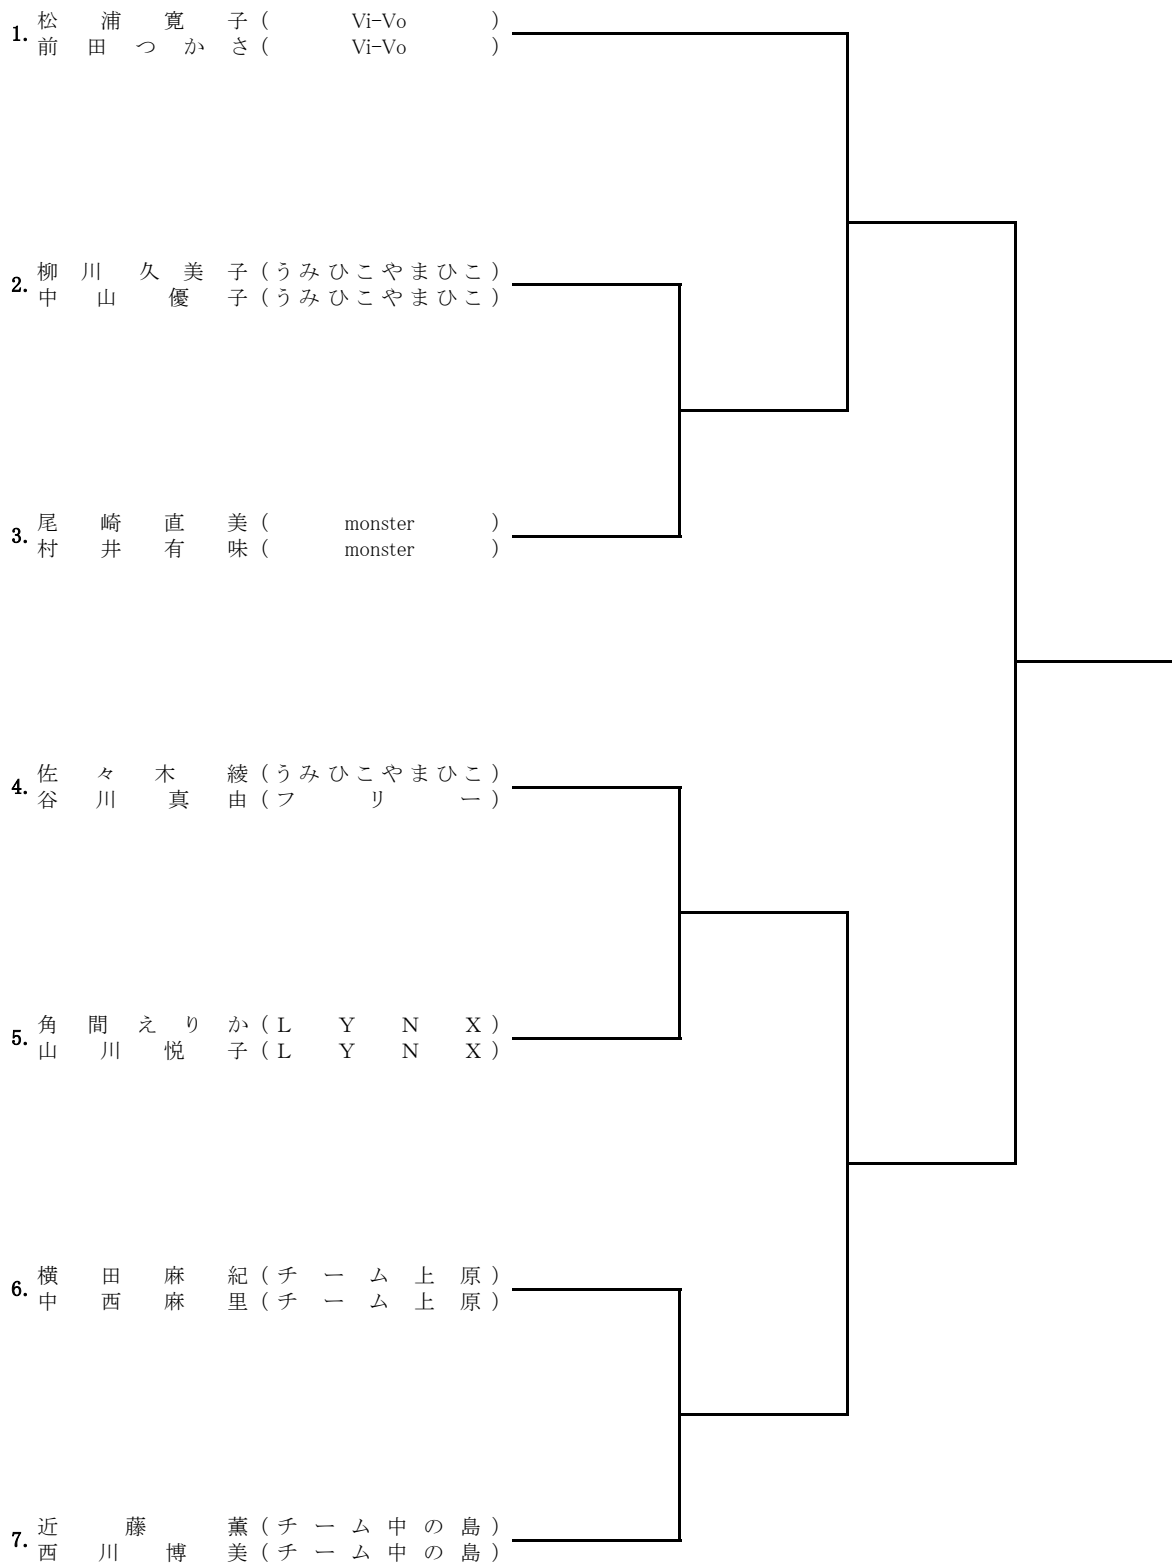 1. 松浦寛子(Vi-Vo)
前田つかさ(Vi-Vo)
2. 柳川久美子(うみひこやまひこ)
中山優子(うみひこやまひこ)
3. 尾崎直美(monster)
村井有味(monster)
4. 佐々木綾(うみひこやまひこ)
谷川真由(フリー)
5. 角間えりか(LYNX)
山川悦子(LYNX)
6. 横田麻紀(チーム上原)
中西麻里(チーム上原)
7. 近藤薫(チーム中の島)
西川博美(チーム中の島)